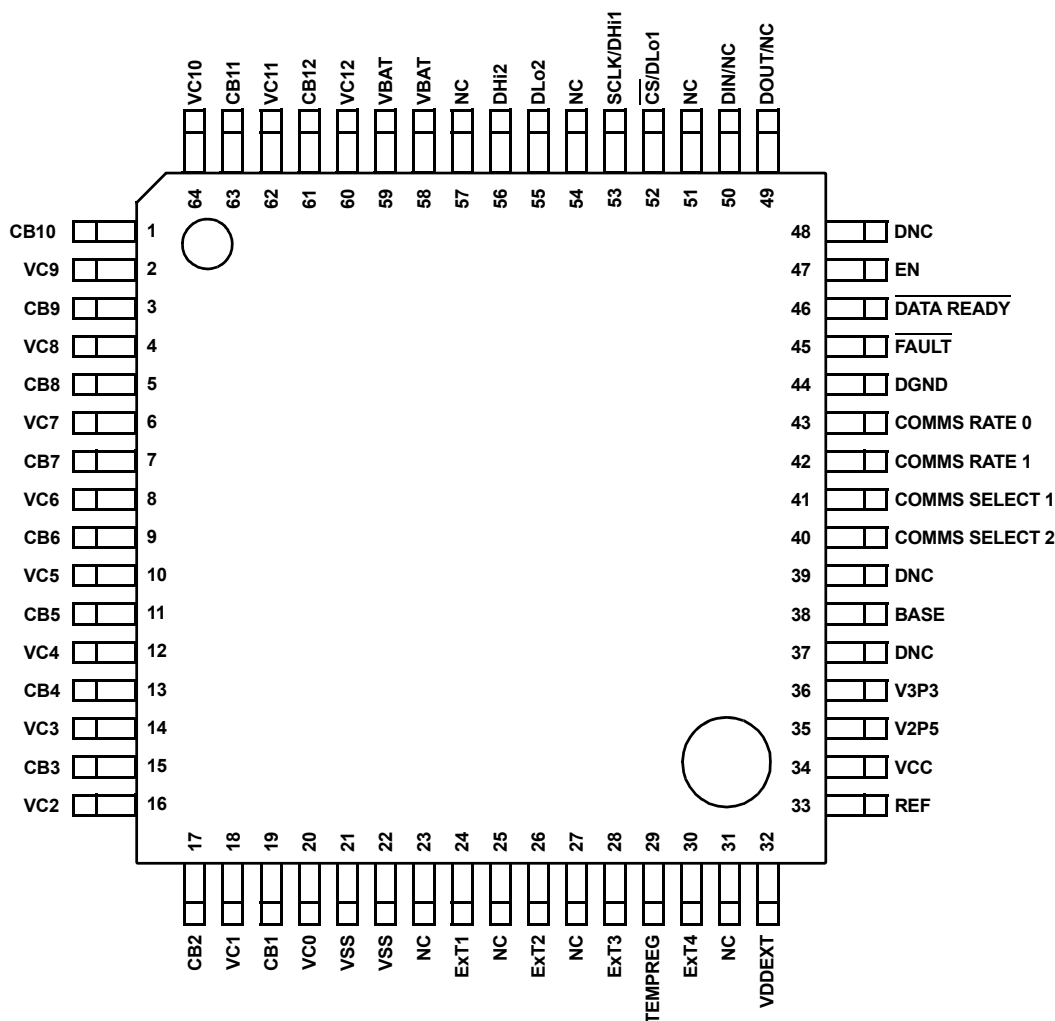 VC10
CB11
VC11
CB12
VC12
VBAT
VBAT
NC
DHi2
DLo2
NC
SCLK/DHi1
CS/DLo1
NC
DIN/NC
DOUT/NC
64
63
62
61
60
59
58
57
56
55
54
53
52
51
50
49
CB10 1
VC9 2
CB9 3
VC8 4
CB8 5
VC7 6
CB7 7
VC6 8
CB6 9
VC5 10
CB5 11
VC4 12
CB4 13
VC3 14
CB3 15
VC2 16
48 DNC
47 EN
46 DATA READY
45 FAULT
44 DGND
43 COMMS RATE 0
42 COMMS RATE 1
41 COMMS SELECT 1
40 COMMS SELECT 2
39 DNC
38 BASE
37 DNC
36 V3P3
35 V2P5
34 VCC
33 REF
17
18
19
20
21
22
23
24
25
26
27
28
29
30
31
32
CB2
VC1
CB1
VC0
VSS
VSS
NC
ExT1
NC
ExT2
NC
ExT3
TEMPREG
ExT4
NC
VDDEXT